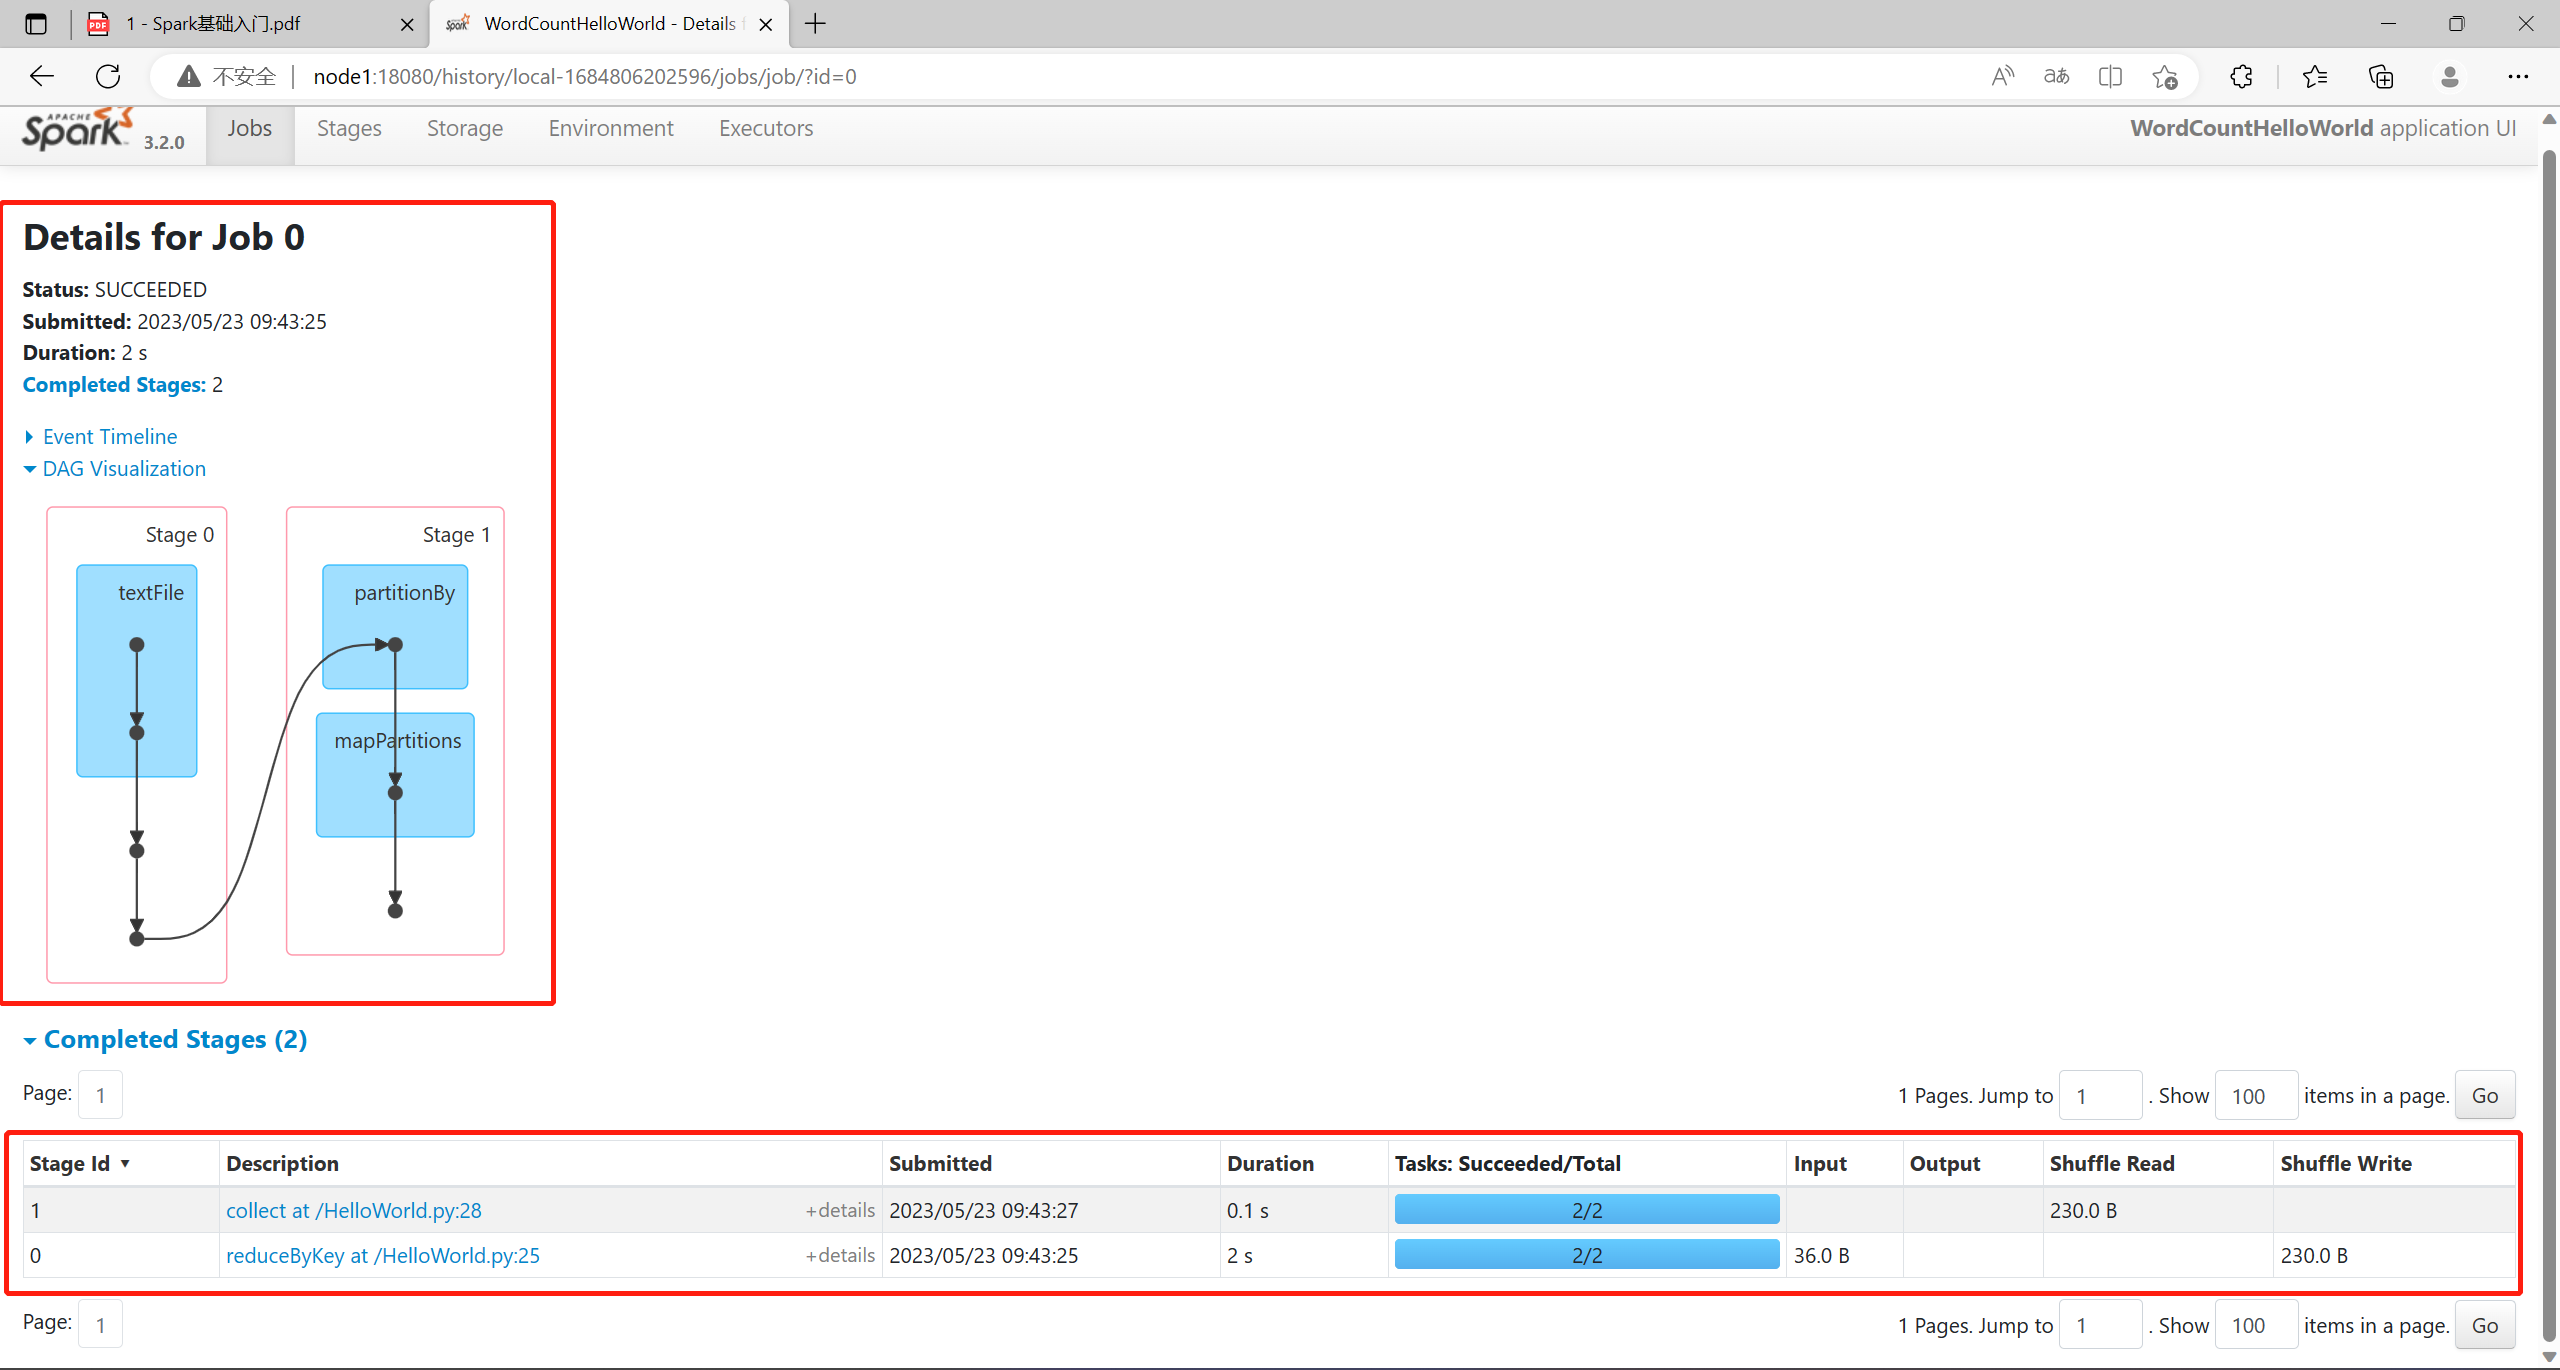 1 - Spark基础入门.pdf
WordCountHelloWorld - Details
不安全 | node1:18080/history/local-1684806202596/jobs/job/?id=0
APACHE Spark 3.2.0 Jobs Stages Storage Environment Executors WordCountHelloWorld application UI
Details for Job 0
Status: SUCCEEDED
Submitted: 2023/05/23 09:43:25
Duration: 2 s
Completed Stages: 2
Event Timeline
DAG Visualization
Stage 0
textFile
Stage 1
partitionBy
mapPartitions
Completed Stages (2)
Page: 1 1 Pages. Jump to 1 . Show 100 items in a page. Go
Stage Id Description Submitted Duration Tasks: Succeeded/Total Input Output Shuffle Read Shuffle Write
1 collect at /HelloWorld.py:28 +details 2023/05/23 09:43:27 0.1 s 2/2 230.0 B
0 reduceByKey at /HelloWorld.py:25 +details 2023/05/23 09:43:25 2 s 2/2 36.0 B 230.0 B
Page: 1 1 Pages. Jump to 1 . Show 100 items in a page. Go